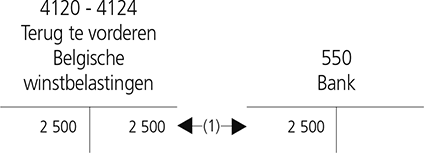 4120 - 4124
Terug te vorderen
Belgische
winstbelastingen
550
Bank
2 500 2 500 (1) 2 500